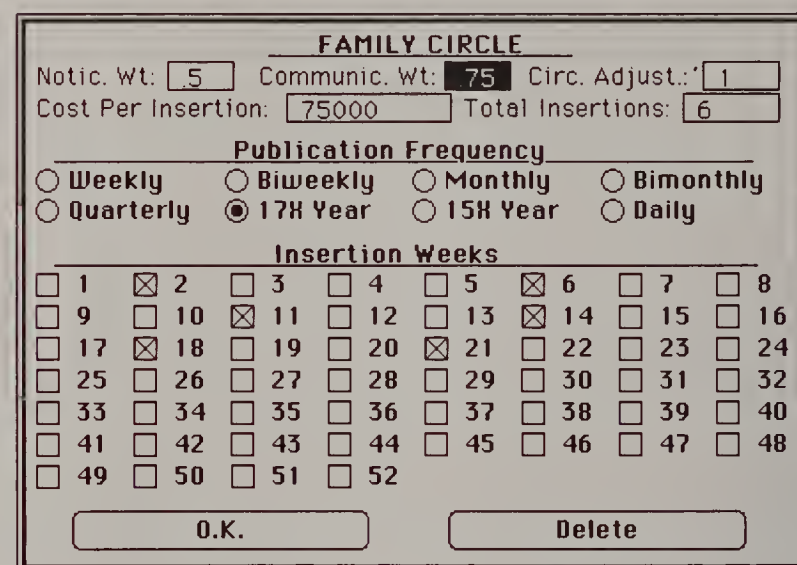 FAMILY CIRCLE
Notic. Wt: .5 Communic. Wt: .75 Circ. Adjust.: 1
Cost Per Insertion: 75000 Total Insertions: 6
Publication Frequency
Weekly Biweekly Monthly Bimonthly
Quarterly 17X Year 15X Year Daily
Insertion Weeks
1 2 3 4 5 6 7 8
9 10 11 12 13 14 15 16
17 18 19 20 21 22 23 24
25 26 27 28 29 30 31 32
33 34 35 36 37 38 39 40
41 42 43 44 45 46 47 48
49 50 51 52
O.K. Delete